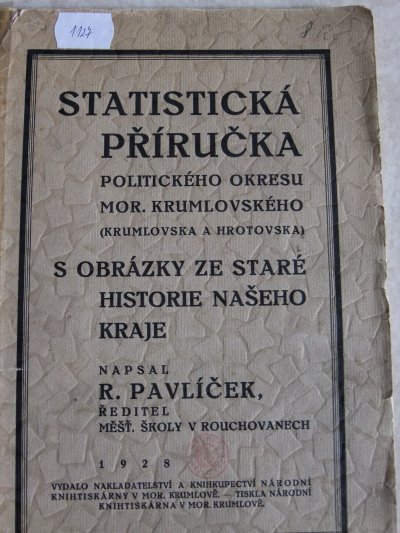 1127
STATISTICKÁ
PŘÍRUČKA
POLITICKÉHO OKRESU
MOR. KRUMLOVSKÉHO
(KRUMLOVSKA A HROTOVSKA)
S OBRÁZKY ZE STARÉ
HISTORIE NAŠEHO
KRAJE
NAPSAL
R. PAVLÍČEK,
ŘEDITEL
MĚŠŤ. ŠKOLY V ROUCHOVANECH
1928
VYDALO NAKLADATELSTVÍ A KNIHKUPECTVÍ NÁRODNÍ
KNIHTISKÁRNY V MOR. KRUMLOVĚ. — TISKLA NÁRODNÍ
KNIHTISKÁRNA V MOR. KRUMLOVĚ.